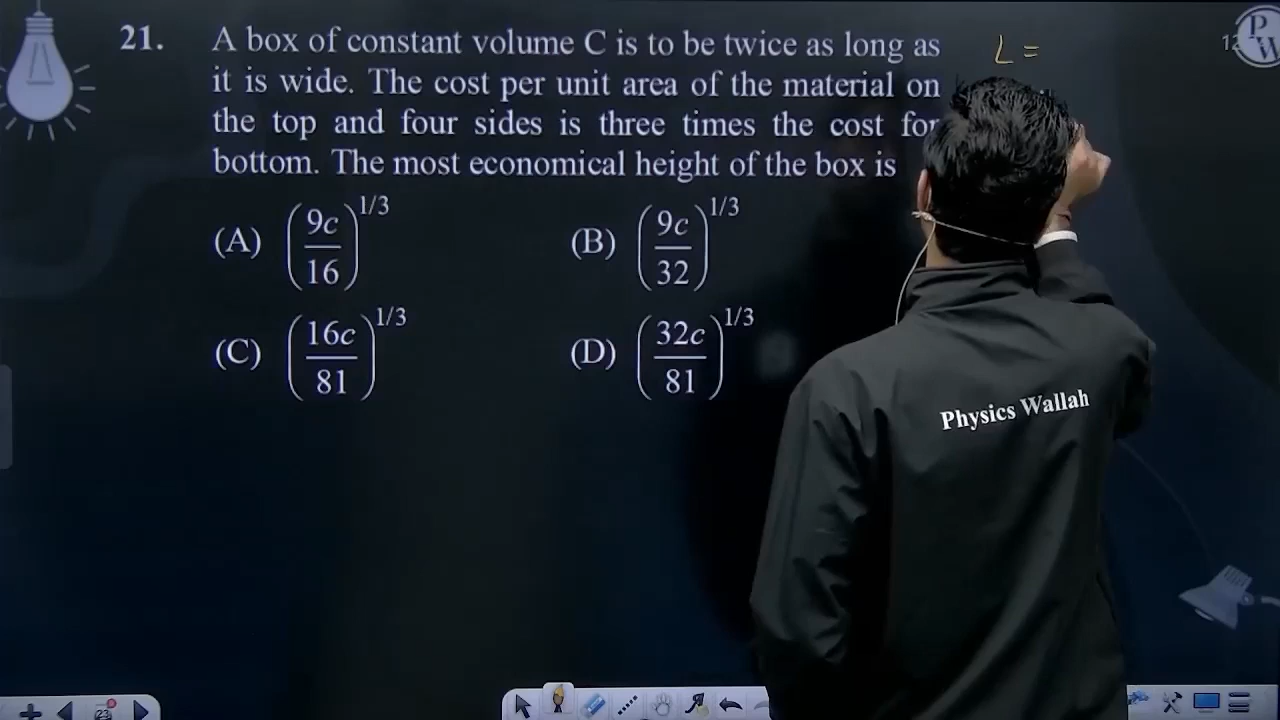 21. A box of constant volume C is to be twice as long as
it is wide. The cost per unit area of the material on
the top and four sides is three times the cost for
bottom. The most economical height of the box is
(A) (9c/16)^1/3
(B) (9c/32)^1/3
(C) (16c/81)^1/3
(D) (32c/81)^1/3
L =
P
W
Physics Wallah
23